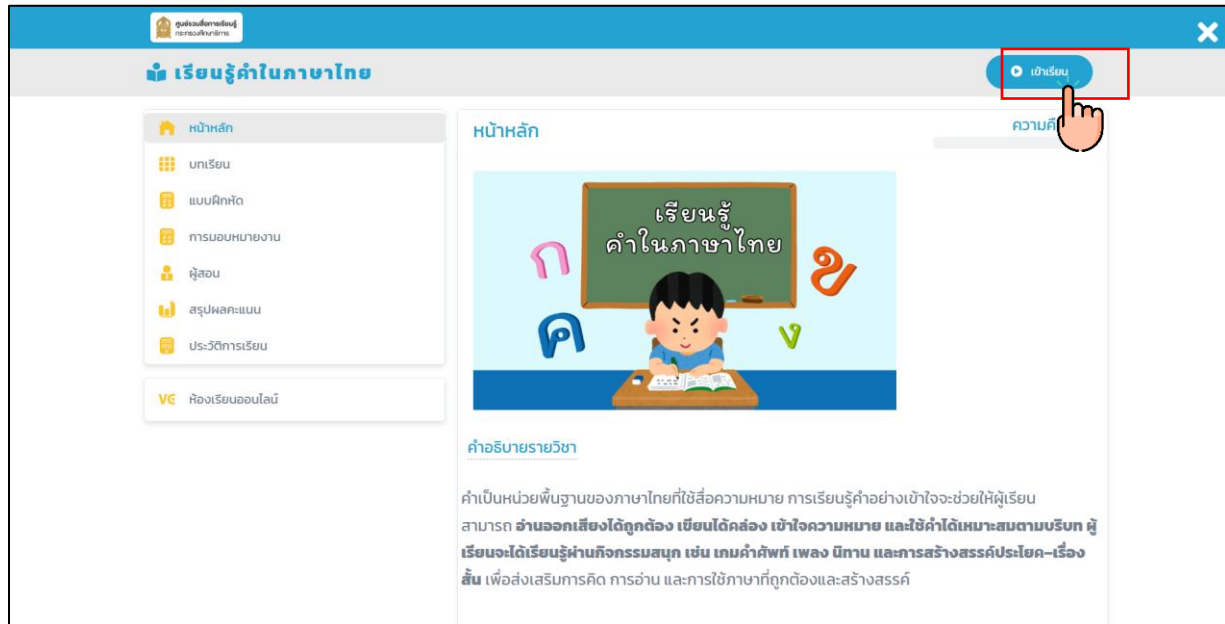 ศูนย์รวมสื่อการเรียนรู้
กระทรวงศึกษาธิการ
เรียนรู้คำในภาษาไทย
เข้าเรียน
หน้าหลัก
บทเรียน
แบบฝึกหัด
การมอบหมายงาน
ผู้สอน
สรุปผลคะแนน
ประวัติการเรียน
VC ห้องเรียนออนไลน์
หน้าหลัก
เรียนรู้
คำในภาษาไทย
ก
ข
ค
ง
คำอธิบายรายวิชา
คำเป็นหน่วยพื้นฐานของภาษาไทยที่ใช้สื่อความหมาย การเรียนรู้คำอย่างเข้าใจจะช่วยให้ผู้เรียน
สามารถ อ่านออกเสียงได้ถูกต้อง เขียนได้คล่อง เข้าใจความหมาย และใช้คำได้เหมาะสมตามบริบท ผู้
เรียนจะได้เรียนรู้ผ่านกิจกรรมสนุก เช่น เกมคำศัพท์ เพลง นิทาน และการสร้างสรรค์ประโยค–เรื่อง
สั้น เพื่อส่งเสริมการคิด การอ่าน และการใช้ภาษาที่ถูกต้องและสร้างสรรค์